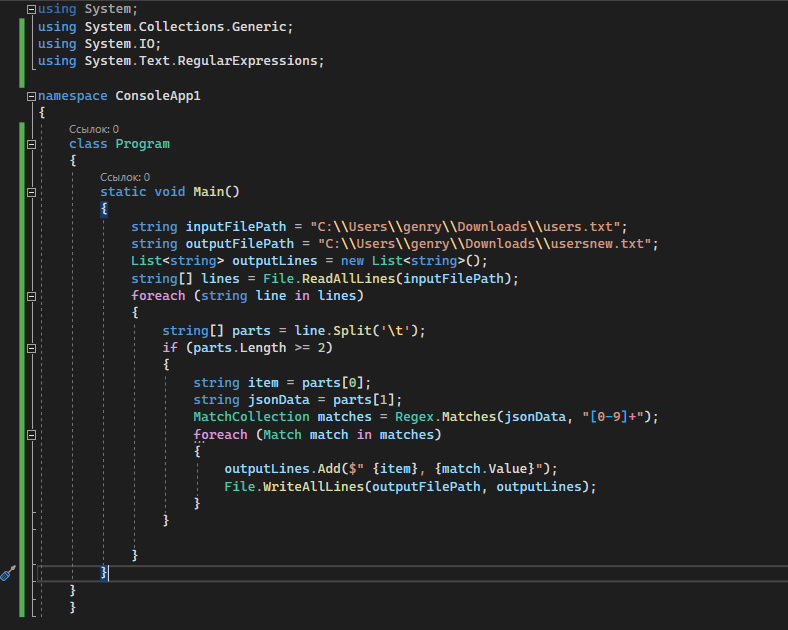 using System;
using System.Collections.Generic;
using System.IO;
using System.Text.RegularExpressions;
namespace ConsoleApp1
{
Ссылок: 0
class Program
{
Ссылок: 0
static void Main()
{
string inputFilePath = "C:\\Users\\genry\\Downloads\\users.txt";
string outputFilePath = "C:\\Users\\genry\\Downloads\\usersnew.txt";
List<string> outputLines = new List<string>();
string[] lines = File.ReadAllLines(inputFilePath);
foreach (string line in lines)
{
string[] parts = line.Split('\t');
if (parts.Length >= 2)
{
string item = parts[0];
string jsonData = parts[1];
MatchCollection matches = Regex.Matches(jsonData, "[0-9]+");
foreach (Match match in matches)
{
outputLines.Add($" {item}, {match.Value}");
File.WriteAllLines(outputFilePath, outputLines);
}
}
}
}
}
}